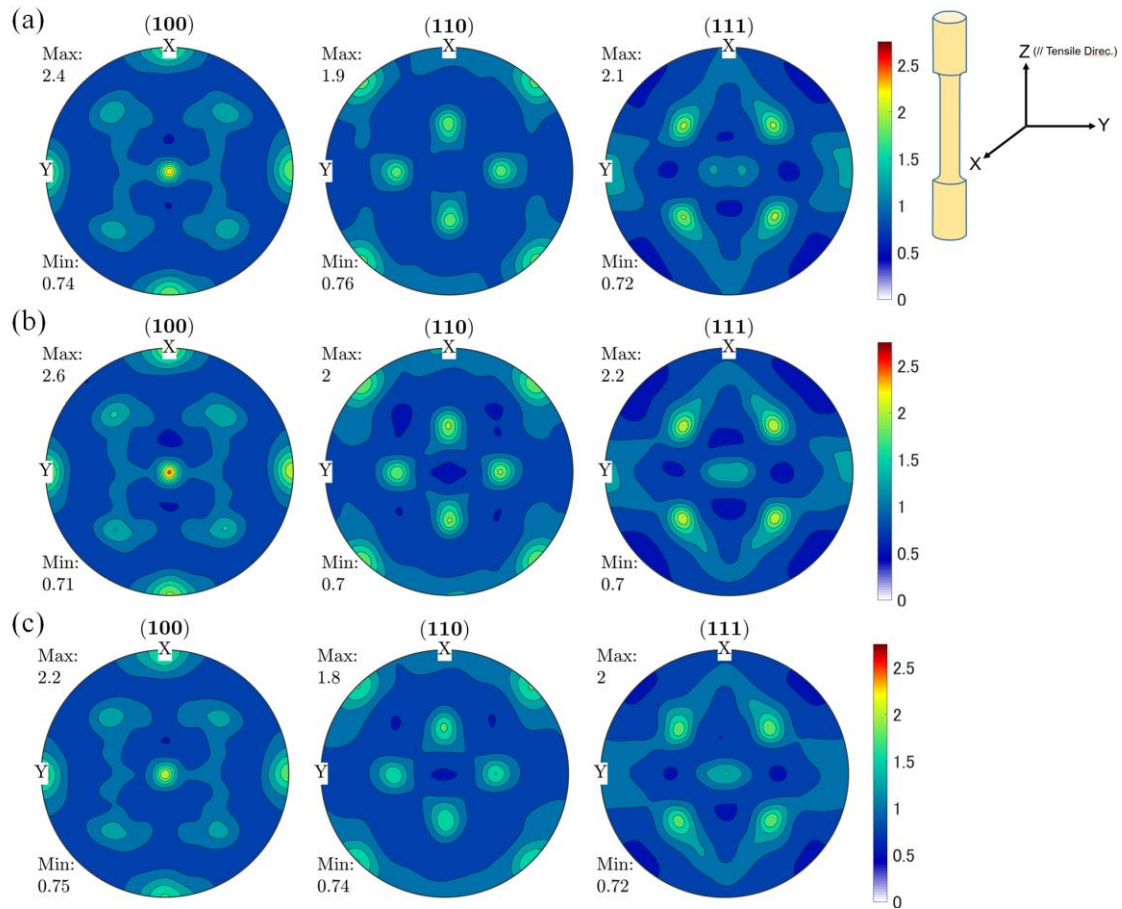 (a)
(100)
X
Max:
2.4
Y
Min:
0.74
(110)
X
Max:
1.9
Y
Min:
0.76
(111)
X
Max:
2.1
Y
Min:
0.72
2.5
2
1.5
1
0.5
0
Z (// Tensile Direc.)
Y
X
(b)
(100)
X
Max:
2.6
Y
Min:
0.71
(110)
X
Max:
2
Y
Min:
0.7
(111)
X
Max:
2.2
Y
Min:
0.7
2.5
2
1.5
1
0.5
0
(c)
(100)
X
Max:
2.2
Y
Min:
0.75
(110)
X
Max:
1.8
Y
Min:
0.74
(111)
X
Max:
2
Y
Min:
0.72
2.5
2
1.5
1
0.5
0